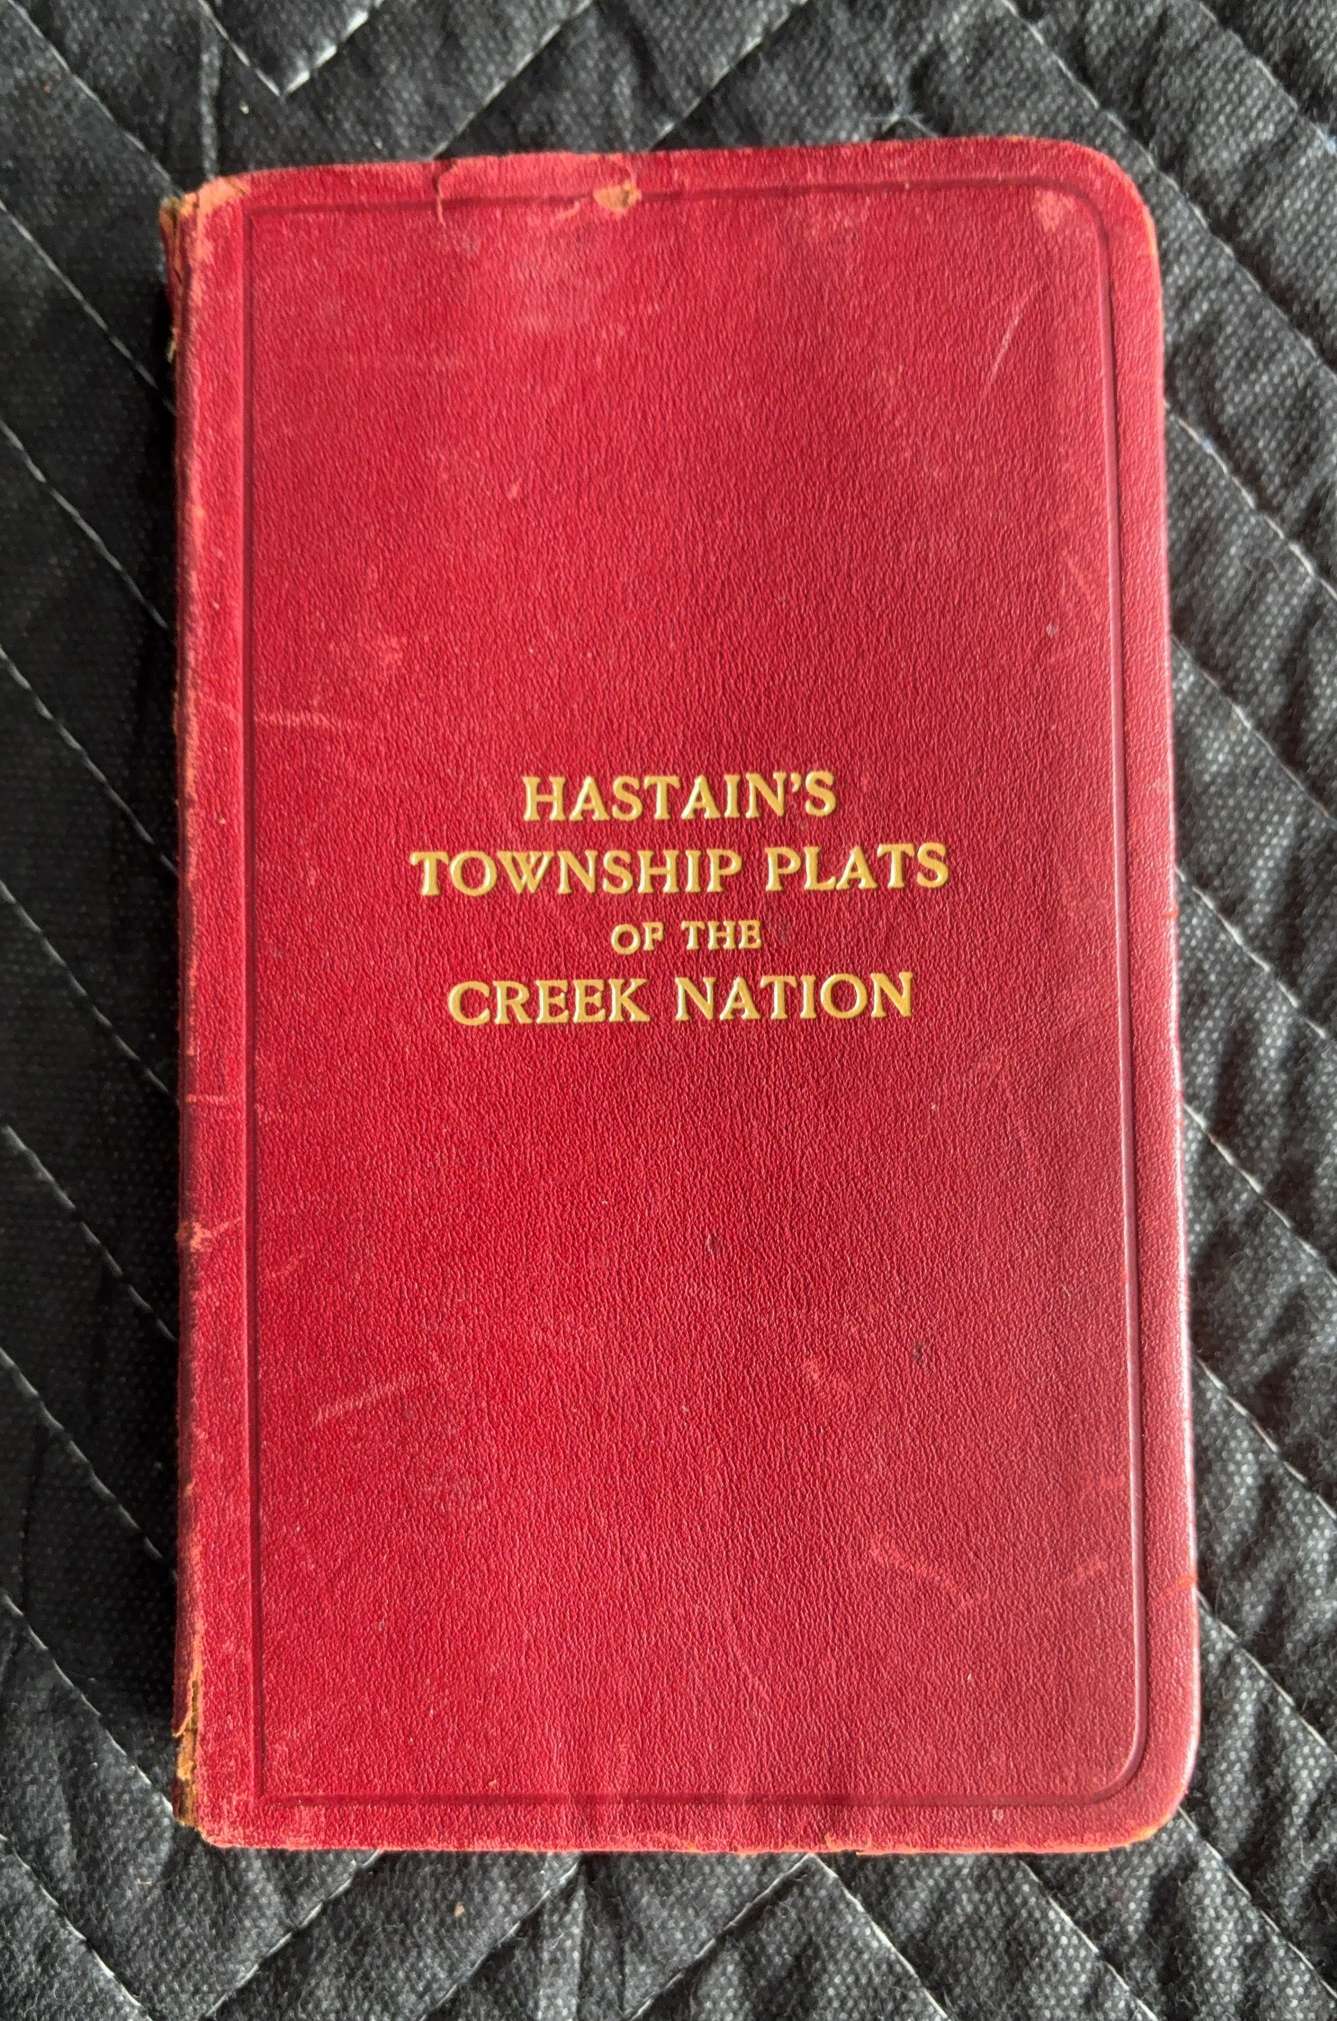 HASTAIN'S
TOWNSHIP PLATS
OF THE
CREEK NATION